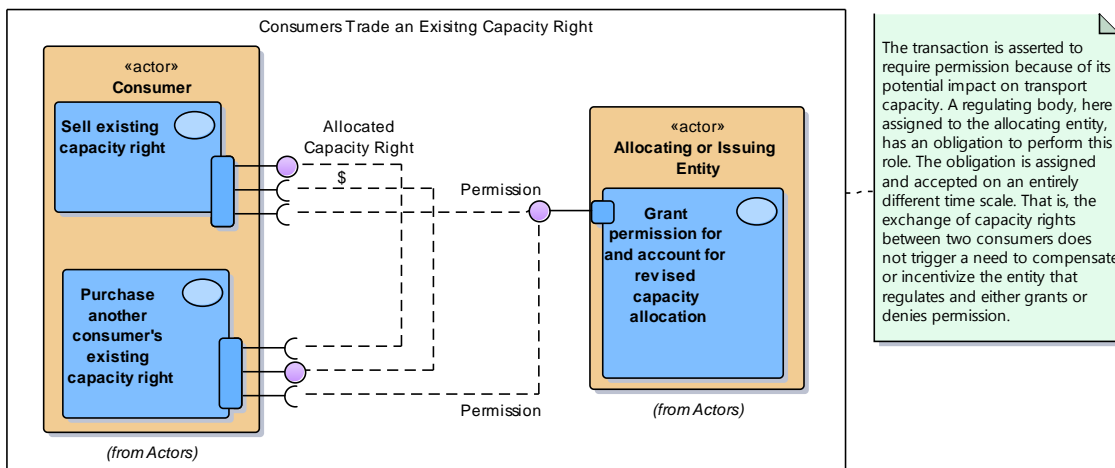 Consumers Trade an Exisitng Capacity Right
«actor»
Consumer
Sell existing
capacity right
Allocated
Capacity Right
$
Permission
«actor»
Allocating or Issuing
Entity
Grant
permission for
and account for
revised
capacity
allocation
Purchase
another
consumer's
existing
capacity right
Permission
(from Actors)
(from Actors)
The transaction is asserted to
require permission because of its
potential impact on transport
capacity. A regulating body, here
assigned to the allocating entity,
has an obligation to perform this
role. The obligation is assigned
and accepted on an entirely
different time scale. That is, the
exchange of capacity rights
between two consumers does
not trigger a need to compensate
or incentivize the entity that
regulates and either grants or
denies permission.